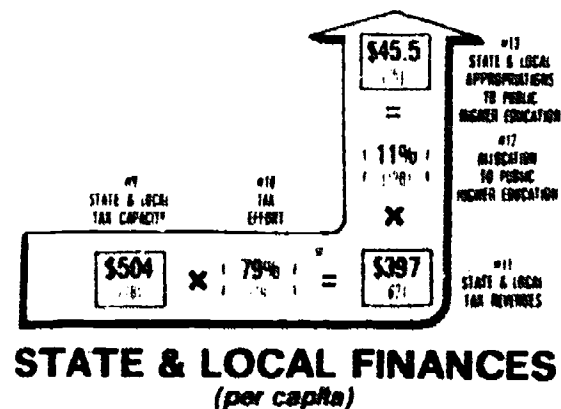 $45.5
=
11%
×
#13
STATE & LOCAL
APPROPRIATIONS
TO PUBLIC
HIGHER EDUCATION
#12
ALLOCATION
TO PUBLIC
HIGHER EDUCATION
#9
STATE & LOCAL
TAX CAPACITY
#10
TAX
EFFORT
$504 × 79% = $397
#11
STATE & LOCAL
TAX REVENUES
STATE & LOCAL FINANCES
(per capita)